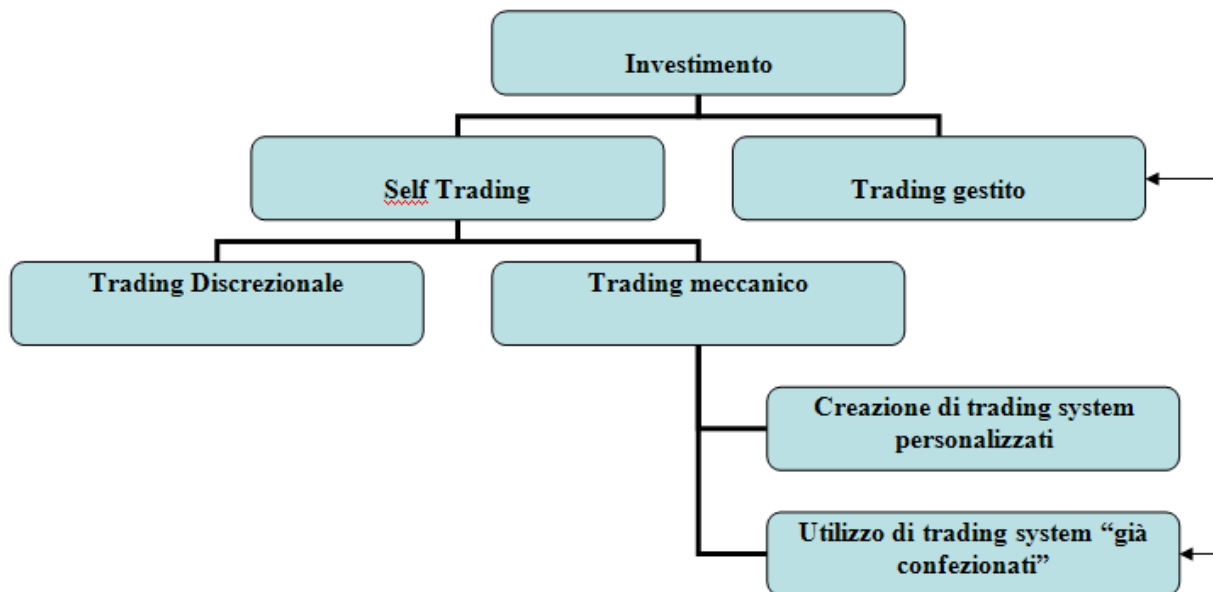 Investimento
Self Trading
Trading gestito
Trading Discrezionale
Trading meccanico
Creazione di trading system
personalizzati
Utilizzo di trading system “già
confezionati”